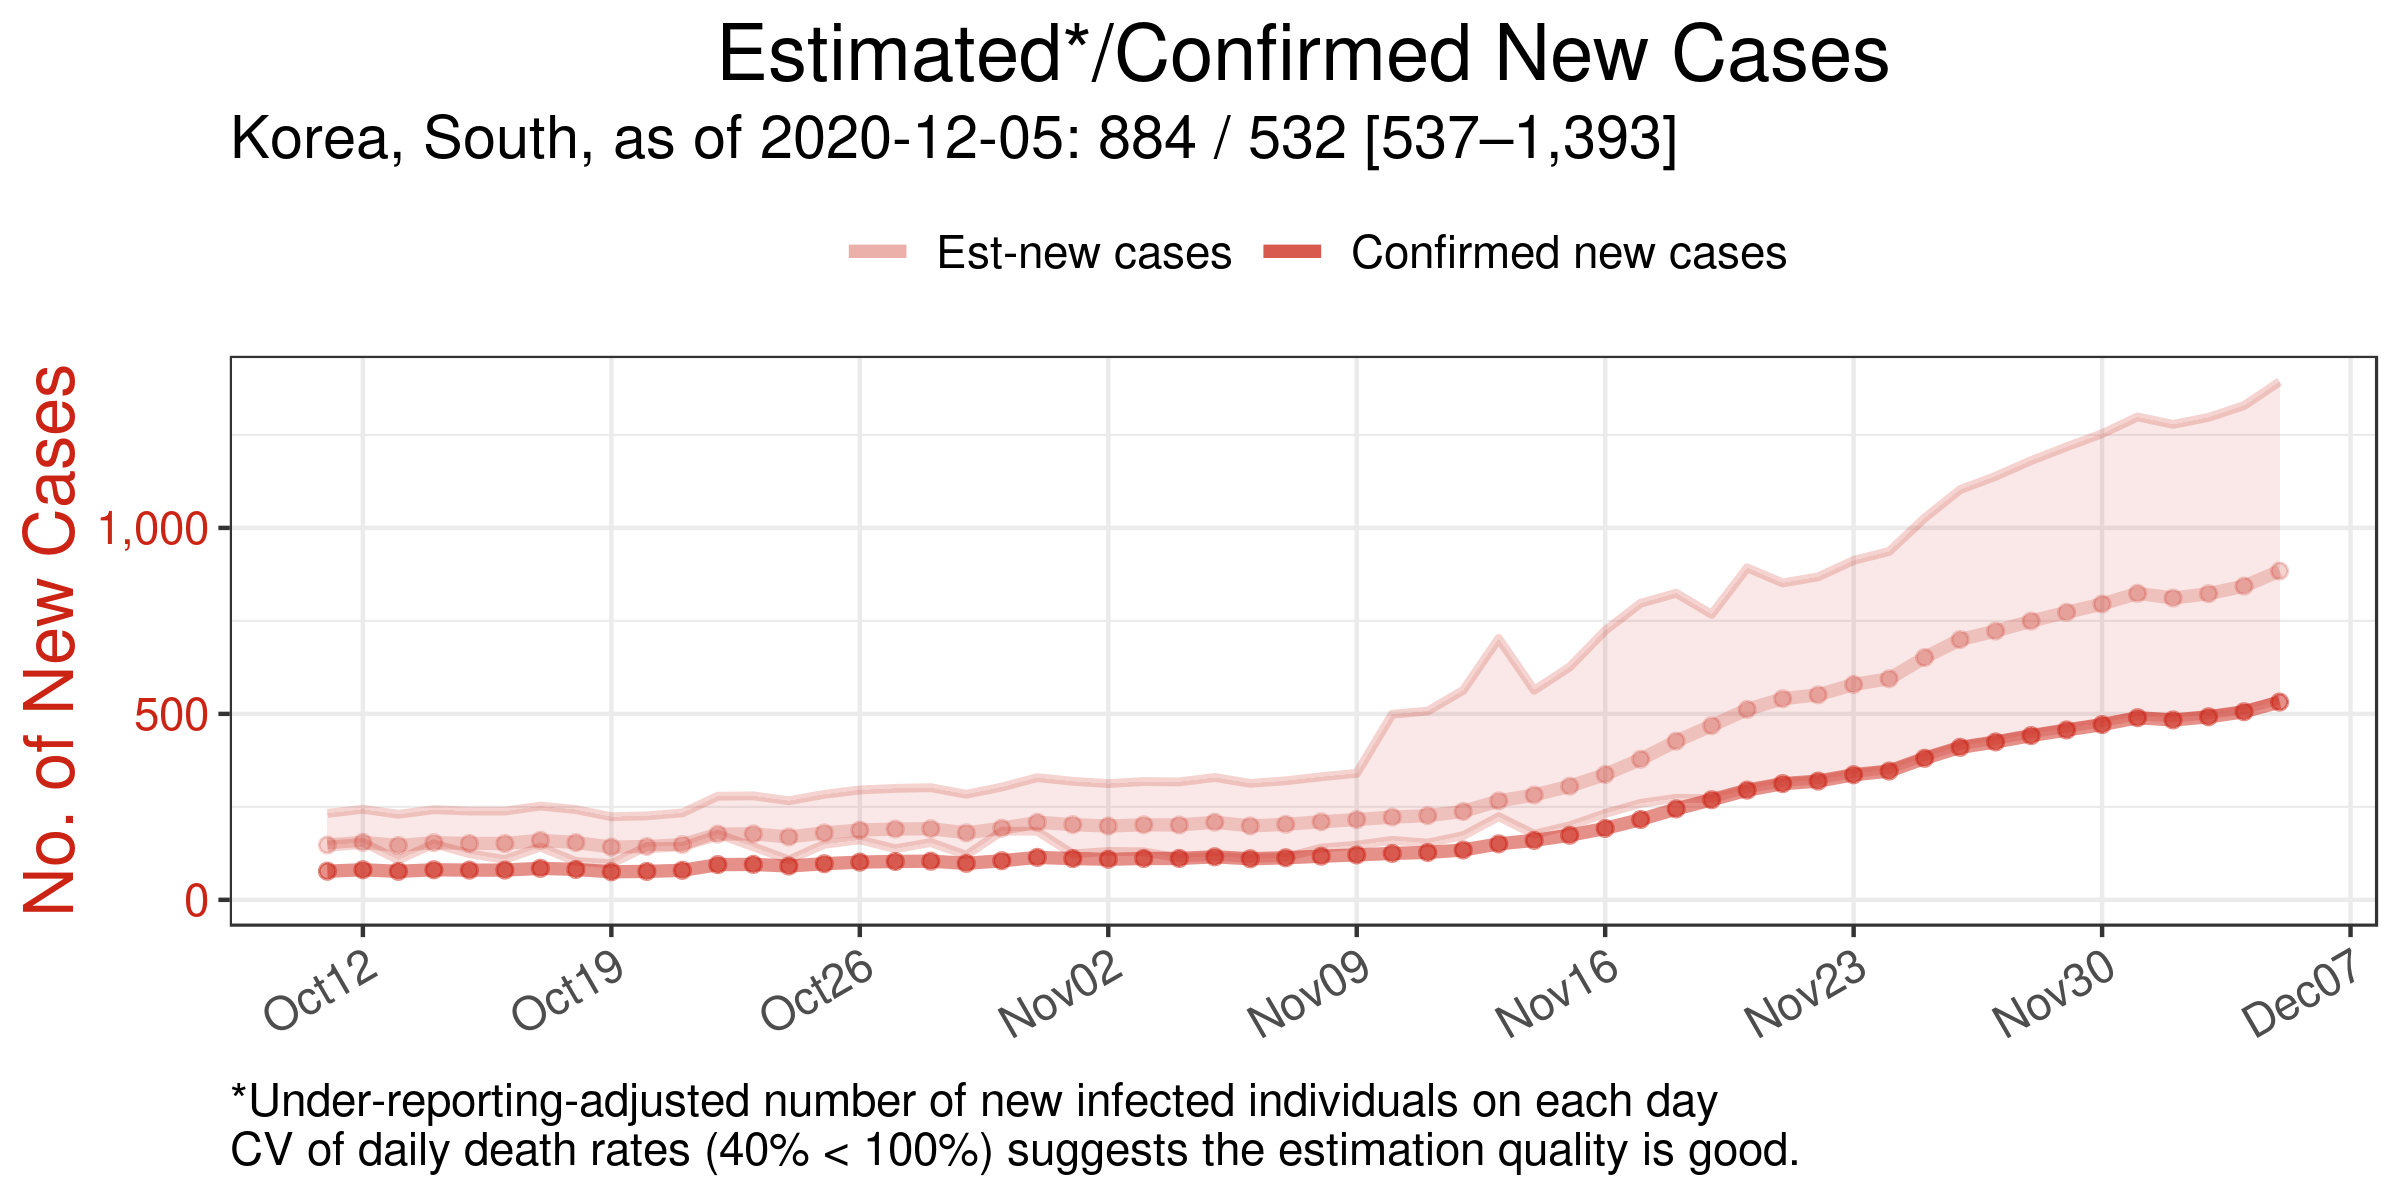 Estimated*/Confirmed New Cases
Korea, South, as of 2020-12-05: 884 / 532 [537–1,393]
Est-new cases
Confirmed new cases
No. of New Cases
1,000
500
0
Oct12
Oct19
Oct26
Nov02
Nov09
Nov16
Nov23
Nov30
Dec07
*Under-reporting-adjusted number of new infected individuals on each day
CV of daily death rates (40% < 100%) suggests the estimation quality is good.